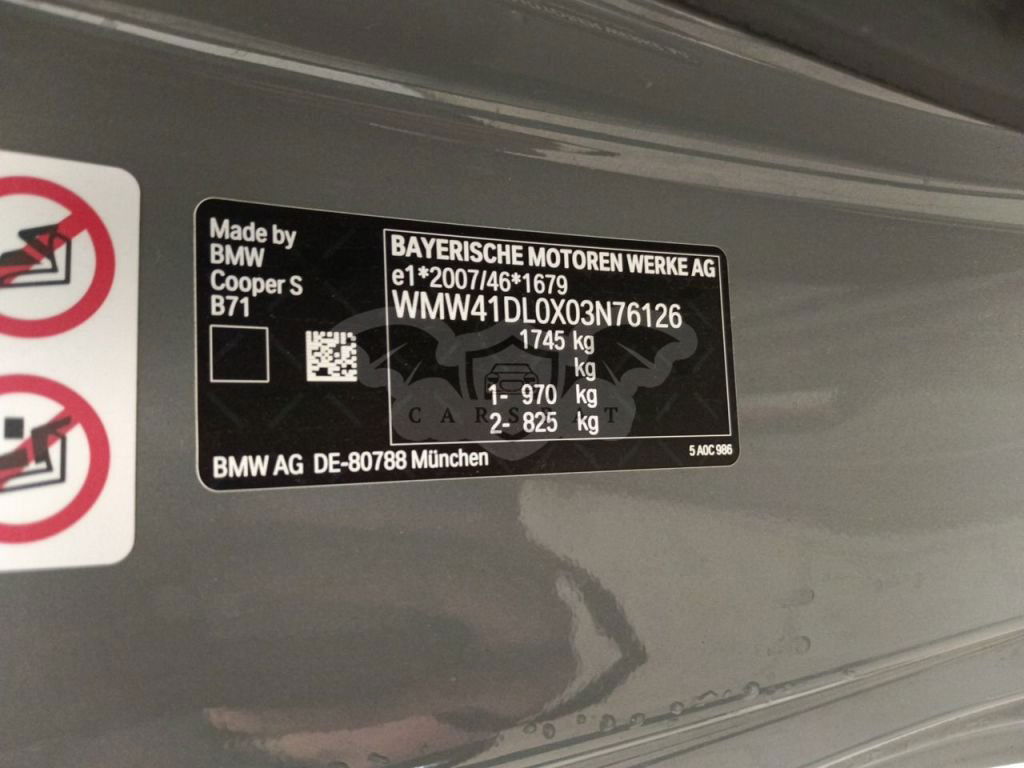 Made by
BMW
Cooper S
B71
BAYERISCHE MOTOREN WERKE AG
e1*2007/46*1679
WMW41DL0X03N76126
1745 kg
kg
1- 970 kg
2- 825 kg
CARSCAT
BMW AG DE-80788 München
5 A0C 986